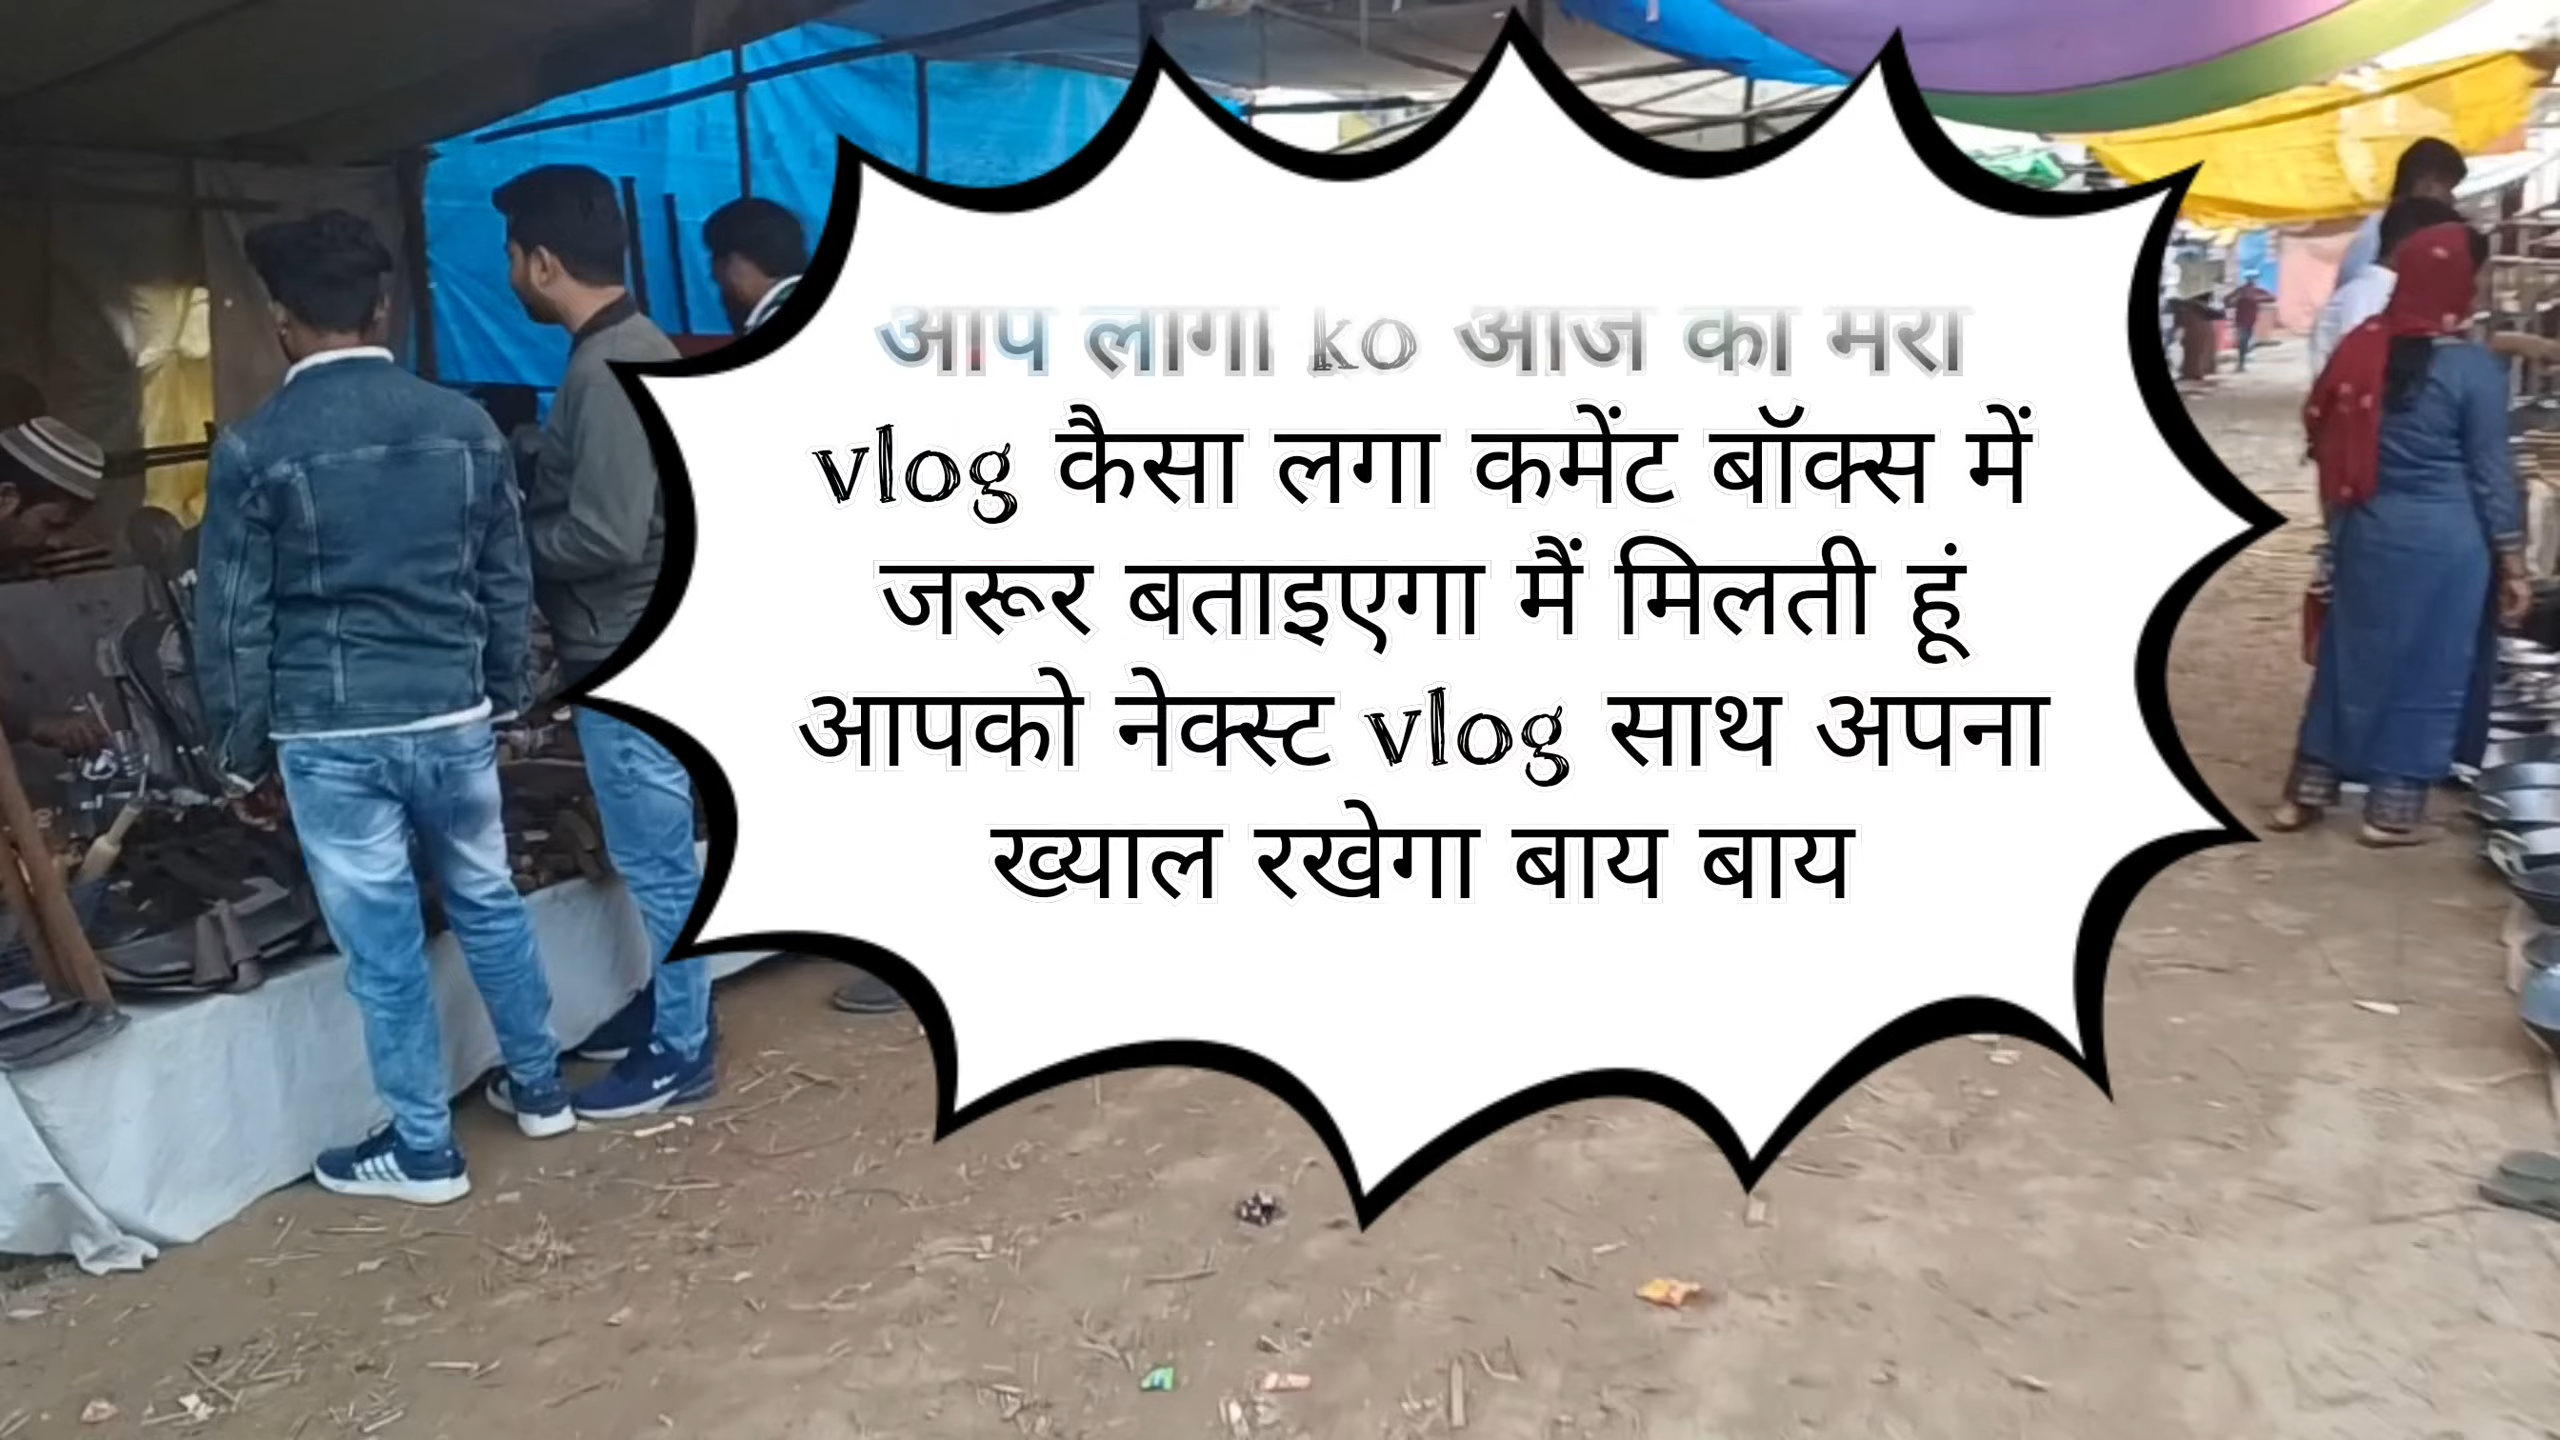 आप लोगों ko आज का मेरा
vlog कैसा लगा कमेंट बॉक्स में
जरूर बताइएगा मैं मिलती हूं
आपको नेक्स्ट vlog साथ अपना
ख्याल रखेगा बाय बाय